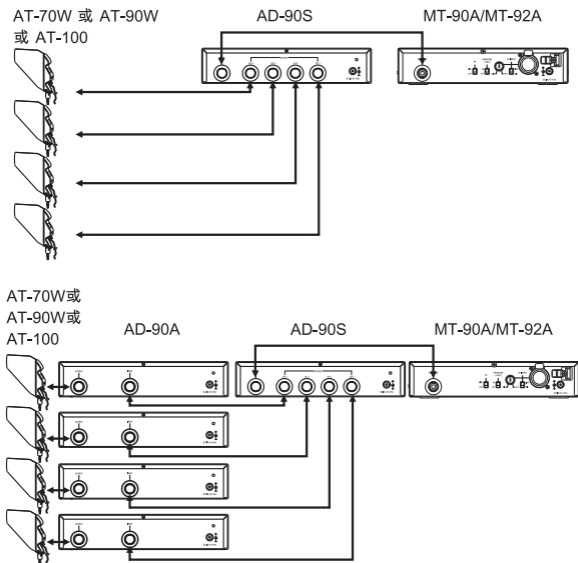 AT-70W 或 AT-90W
或 AT-100
AD-90S
MT-90A/MT-92A
AT-70W或
AT-90W或
AT-100
AD-90A
AD-90S
MT-90A/MT-92A